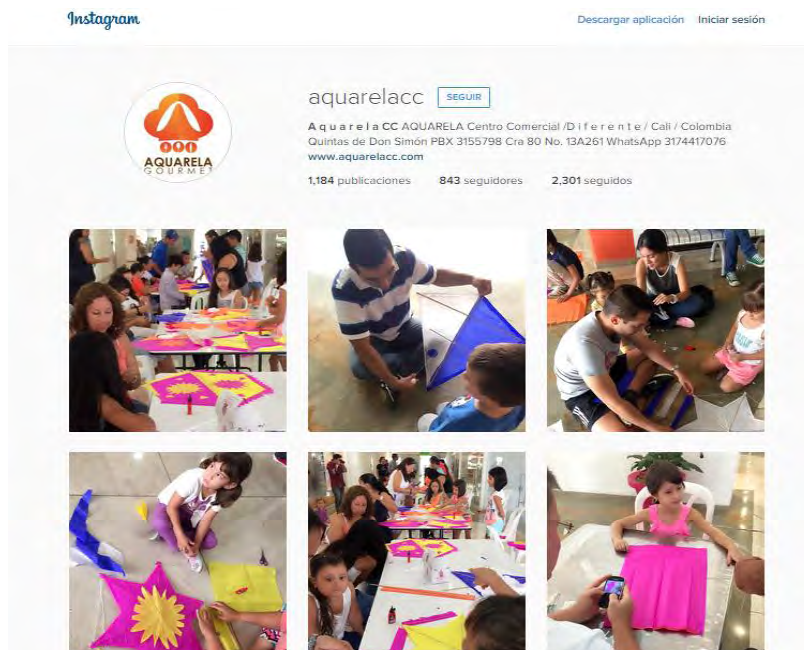 Instagram
Descargar aplicación Iniciar sesión
AQUARELA
GOURMET
aquarelacc SEGUIR
A q u a r e l a CC AQUARELA Centro Comercial /D i f e r e n t e / Cali / Colombia
Quintas de Don Simón PBX 3155798 Cra 80 No. 13A261 WhatsApp 3174417076
www.aquarelacc.com
1,184 publicaciones 843 seguidores 2,301 seguidos